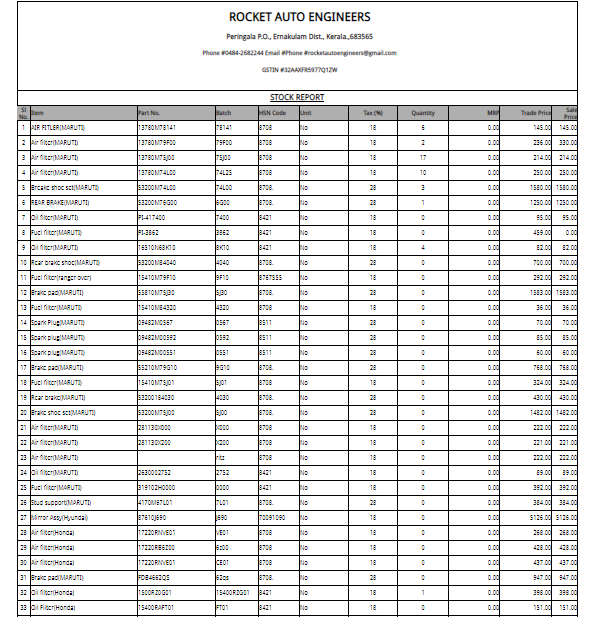 ROCKET AUTO ENGINEERS
Peringala P.O., Ernakulam Dist., Kerala.,683565
Phone #0484-2682244 Email #Phone #rocketautoengineers@gmail.com
GSTIN #32AAXFR5977Q1ZW
STOCK REPORT
Sl No. Item Part No. Batch HSN Code Unit Tax (%) Quantity MRP Trade Price Sale Price
1 AIR FITLER(MARUTI) 13780M78141 78141 8708 No 18 6 0.00 145.00 145.00
2 Air filter(MARUTI) 13780M79F00 79F00 8708 No 18 2 0.00 236.00 330.00
3 Air filter(MARUTI) 13780M75J00 75J00 8708 No 18 17 0.00 214.00 214.00
4 Air filter(MARUTI) 13780M74L00 74L25 8708 No 18 10 0.00 250.00 250.00
5 Breake shoe set(MARUTI) 53200M74L00 74L00 8708. No 28 3 0.00 1580.00 1580.00
6 REAR BRAKE(MARUTI) 53200M76G00 6G00 8708. No 28 1 0.00 1250.00 1250.00
7 Oil filter(MARUTI) PJ-417400 7400 8421 No 18 0 0.00 95.00 95.00
8 Fuel filter(MARUTI) PJ-3862 3862 8421 No 18 0 0.00 459.00 0.00
9 Oil filter(MARUTI) 16510M68K10 8K10 8421 No 18 4 0.00 82.00 82.00
10 Rear brake shoe(MARUTI) 53200M84040 4040 8708. No 28 0 0.00 700.00 700.00
11 Fuel filter(ranger over) 15410M79F10 9F10 8767555 No 18 0 0.00 292.00 292.00
12 Brake pad(MARUTI) 55810M75J30 5J30 8708. No 28 0 0.00 1583.00 1583.00
13 Fuel filter(MARUTI) 15410M84320 4320 8708 No 18 0 0.00 36.00 36.00
14 Spark Plug(MARUTI) 09482M0567 0567 8511 No 28 0 0.00 70.00 70.00
15 Spark plug(MARUTI) 09482M00592 0592 8511 No 28 0 0.00 85.00 85.00
16 Spark plug(MARUTI) 09482M00551 0551 8511 No 28 0 0.00 60.00 60.00
17 Brake pad(MARUTI) 55210M79G10 9G10 8708. No 28 0 0.00 768.00 768.00
18 Fuel filter(MARUTI) 15410M75J01 5J01 8708 No 18 0 0.00 324.00 324.00
19 Rear brake(MARUTI) 53200184030 4030 8708. No 28 0 0.00 430.00 430.00
20 Brake shoe set(MARUTI) 53200M75J00 5J00 8708. No 28 0 0.00 1482.00 1482.00
21 Air filter(MARUTI) 281130X000 X000 8708 No 18 0 0.00 222.00 222.00
22 Air filter(MARUTI) 281130X200 X200 8708 No 18 0 0.00 221.00 221.00
23 Air filter(MARUTI) ritz 8708 No 18 0 0.00 222.00 222.00
24 Oil filter(MARUTI) 2630002752 2752 8421 No 18 0 0.00 89.00 89.00
25 Fuel filter(MARUTI) 319102H0000 0000 8421 No 18 0 0.00 392.00 392.00
26 Stud support(MARUTI) 4170M67L01 7L01 8708. No 28 0 0.00 384.00 384.00
27 Mirror Assy(Hyundai) 87610J690 J690 70091090 No 18 0 0.00 5126.00 5126.00
28 Air filter(Honda) 17220RNVE01 VE01 8708 No 18 0 0.00 268.00 268.00
29 Air filter(Honda) 17220RB6Z00 6z00 8708 No 18 0 0.00 428.00 428.00
30 Air filter(Honda) 17220RNVE01 CE01 8708 No 18 0 0.00 437.00 437.00
31 Brake pad(MARUTI) FDB4662QS 62qs 8708. No 28 0 0.00 947.00 947.00
32 Oil filter(Honda) 1500RZ0G01 15400RZG01 8421 No 18 1 0.00 398.00 398.00
33 Oil Filter(Honda) 15400RAFT01 FT01 8421 No 18 0 0.00 151.00 151.00